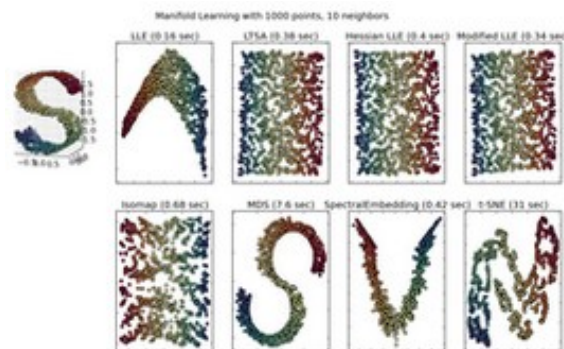 Manifold Learning with 1000 points, 10 neighbors
LLE (0.16 sec)
LTSA (0.38 sec)
Hessian LLE (0.4 sec)
Modified LLE (0.34 sec)
Isomap (0.68 sec)
MDS (7.6 sec)
SpectralEmbedding (0.42 sec)
t-SNE (31 sec)